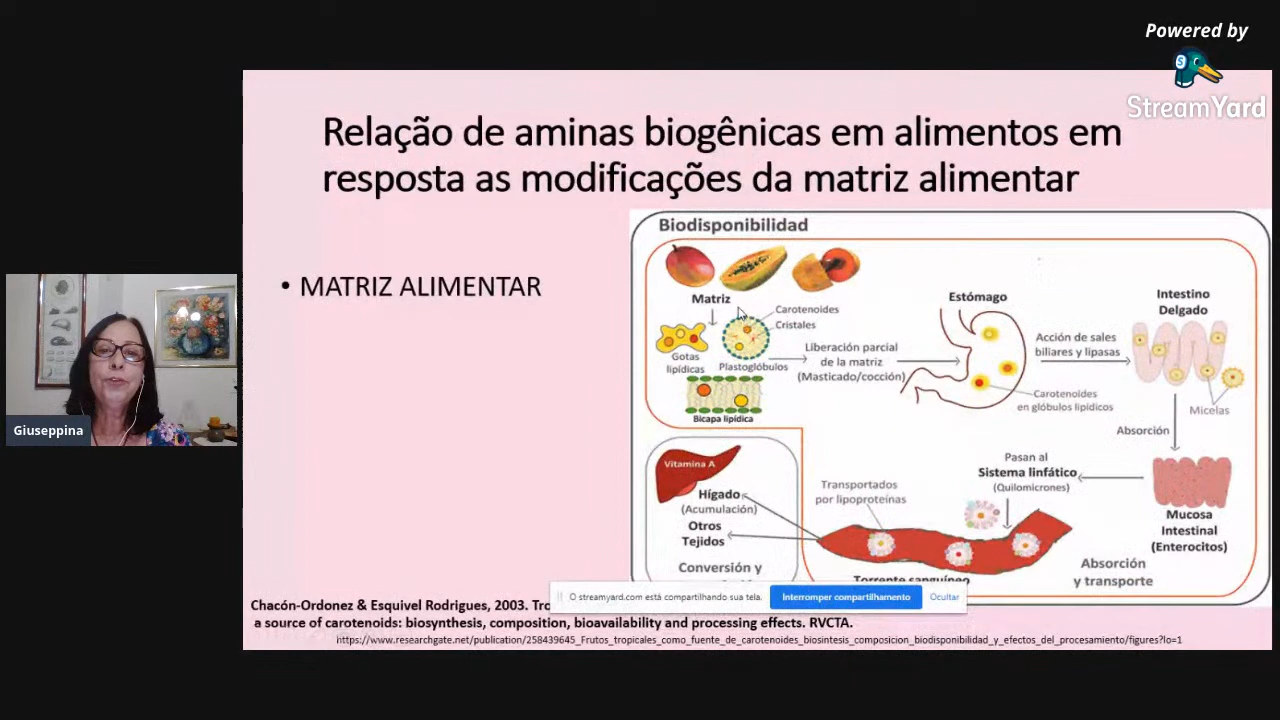 Powered by
StreamYard
Relação de aminas biogênicas em alimentos em
resposta as modificações da matriz alimentar
• MATRIZ ALIMENTAR
Giuseppina
Biodisponibilidad
Matriz
Carotenoides
Cristales
Gotas
lipídicas
Plastoglóbulos
Bicapa lipídica
Liberación parcial
de la matriz
(Masticado/cocción)
Estómago
Carotenoides
en glóbulos lipídicos
Acción de sales
biliares y lipasas
Intestino
Delgado
Micelas
Absorción
Mucosa
Intestinal
(Enterocitos)
Pasan al
Sistema linfático
(Quilomicrones)
Transportados
por lipoproteínas
Torrente sanguíneo
Absorción
y transporte
Vitamina A
Hígado
(Acumulación)
Otros
Tejidos
Conversión y
O streamyard.com está compartilhando sua tela.
Interromper compartilhamento
Ocultar
Chacón-Ordonez & Esquivel Rodrigues, 2003.
a source of carotenoids: biosynthesis, composition, bioavailability and processing effects. RVCTA.
https://www.researchgate.net/publication/258439645_Frutos_tropicales_como_fuente_de_carotenoides_biosintesis_composicion_biodisponibilidad_y_efectos_del_procesamiento/figures?lo=1